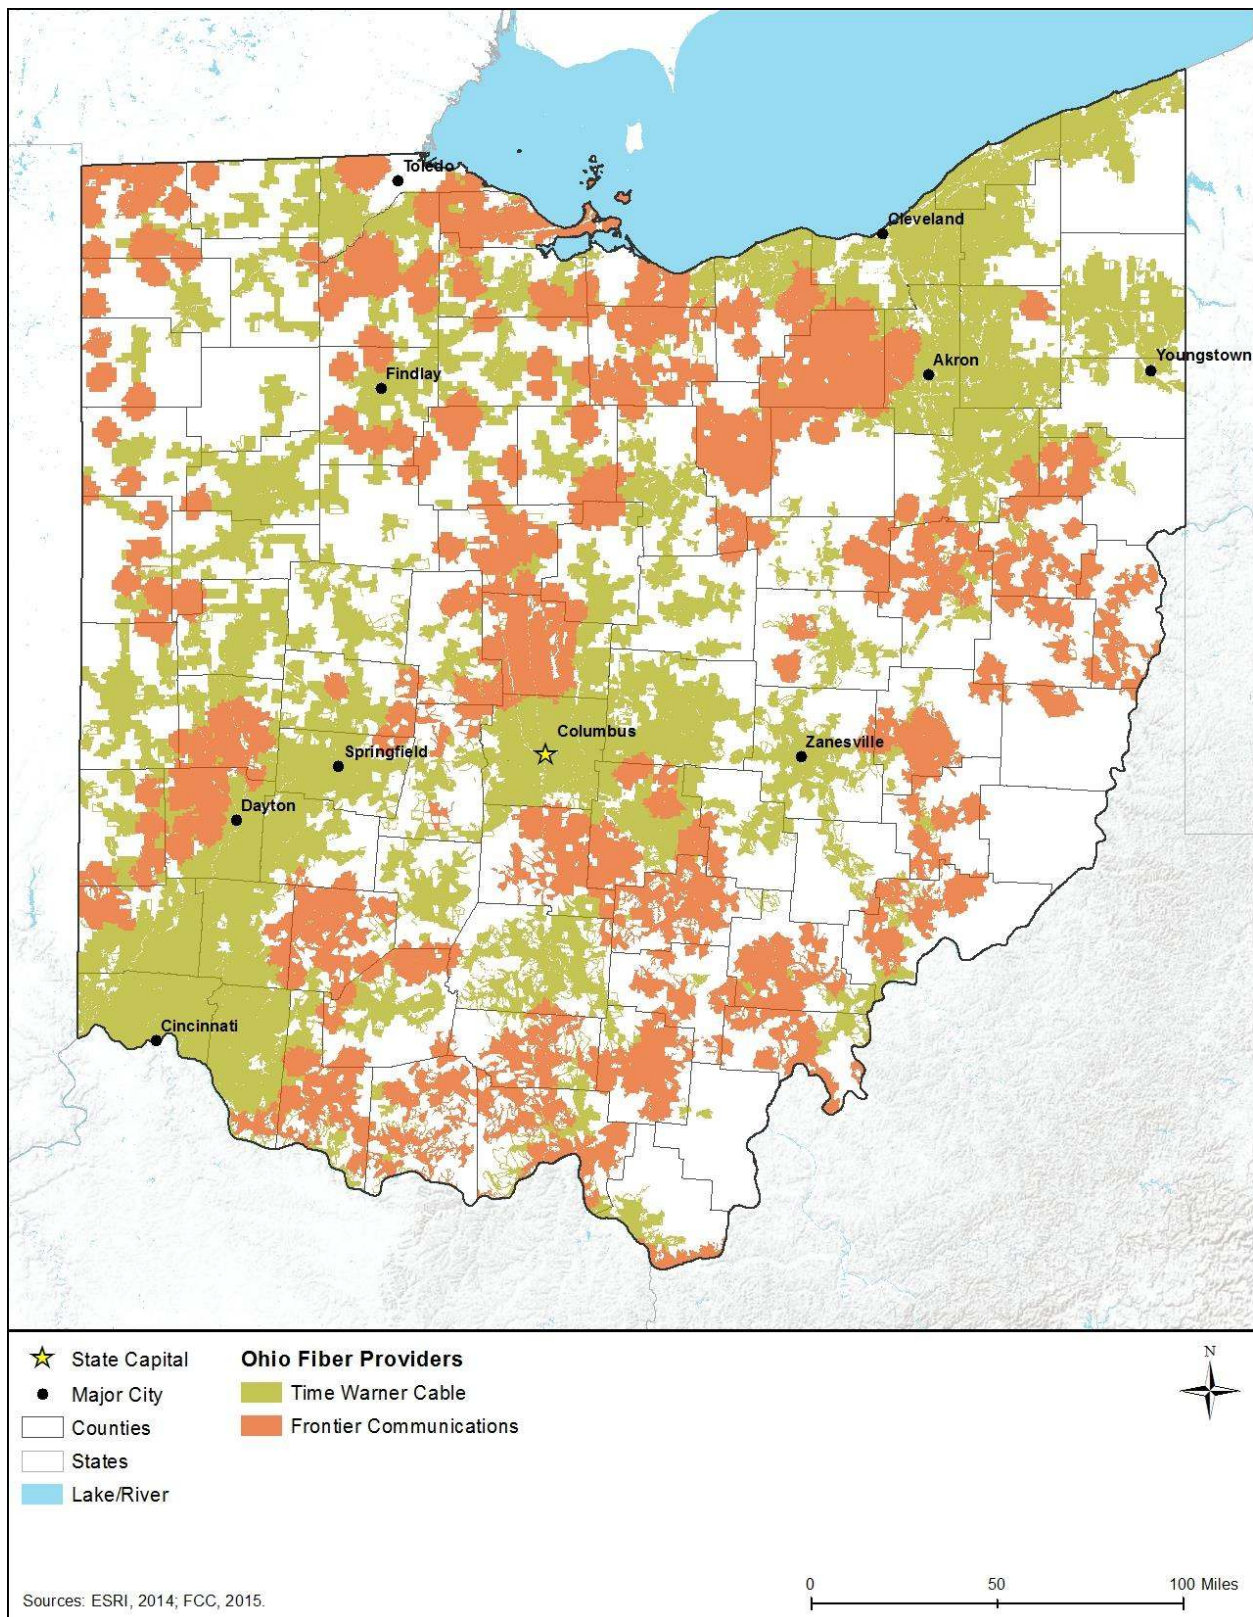 Toledo
Cleveland
Findlay
Akron
Youngstown
Columbus
Zanesville
Springfield
Dayton
Cincinnati
State Capital
Major City
Counties
States
Lake/River
Ohio Fiber Providers
Time Warner Cable
Frontier Communications
N
Sources: ESRI, 2014; FCC, 2015.
0 50 100 Miles